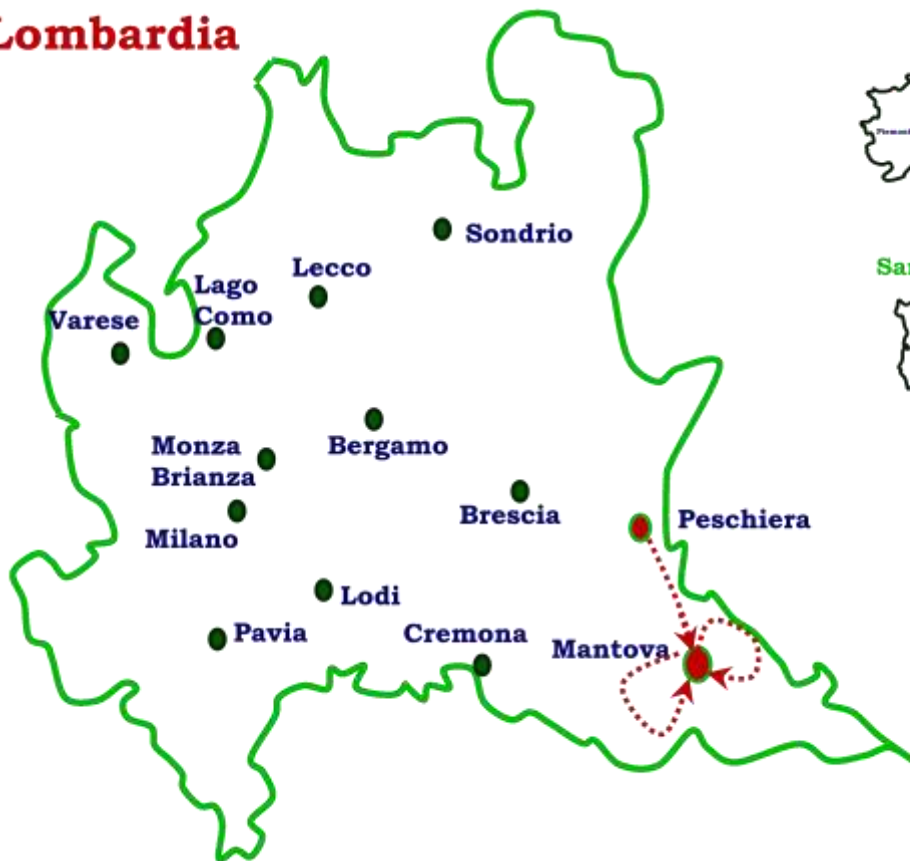 Lombardia
Sondrio
Lecco
Lago
Como
Varese
Monza
Brianza
Bergamo
Brescia
Peschiera
Milano
Lodi
Pavia
Cremona
Mantova